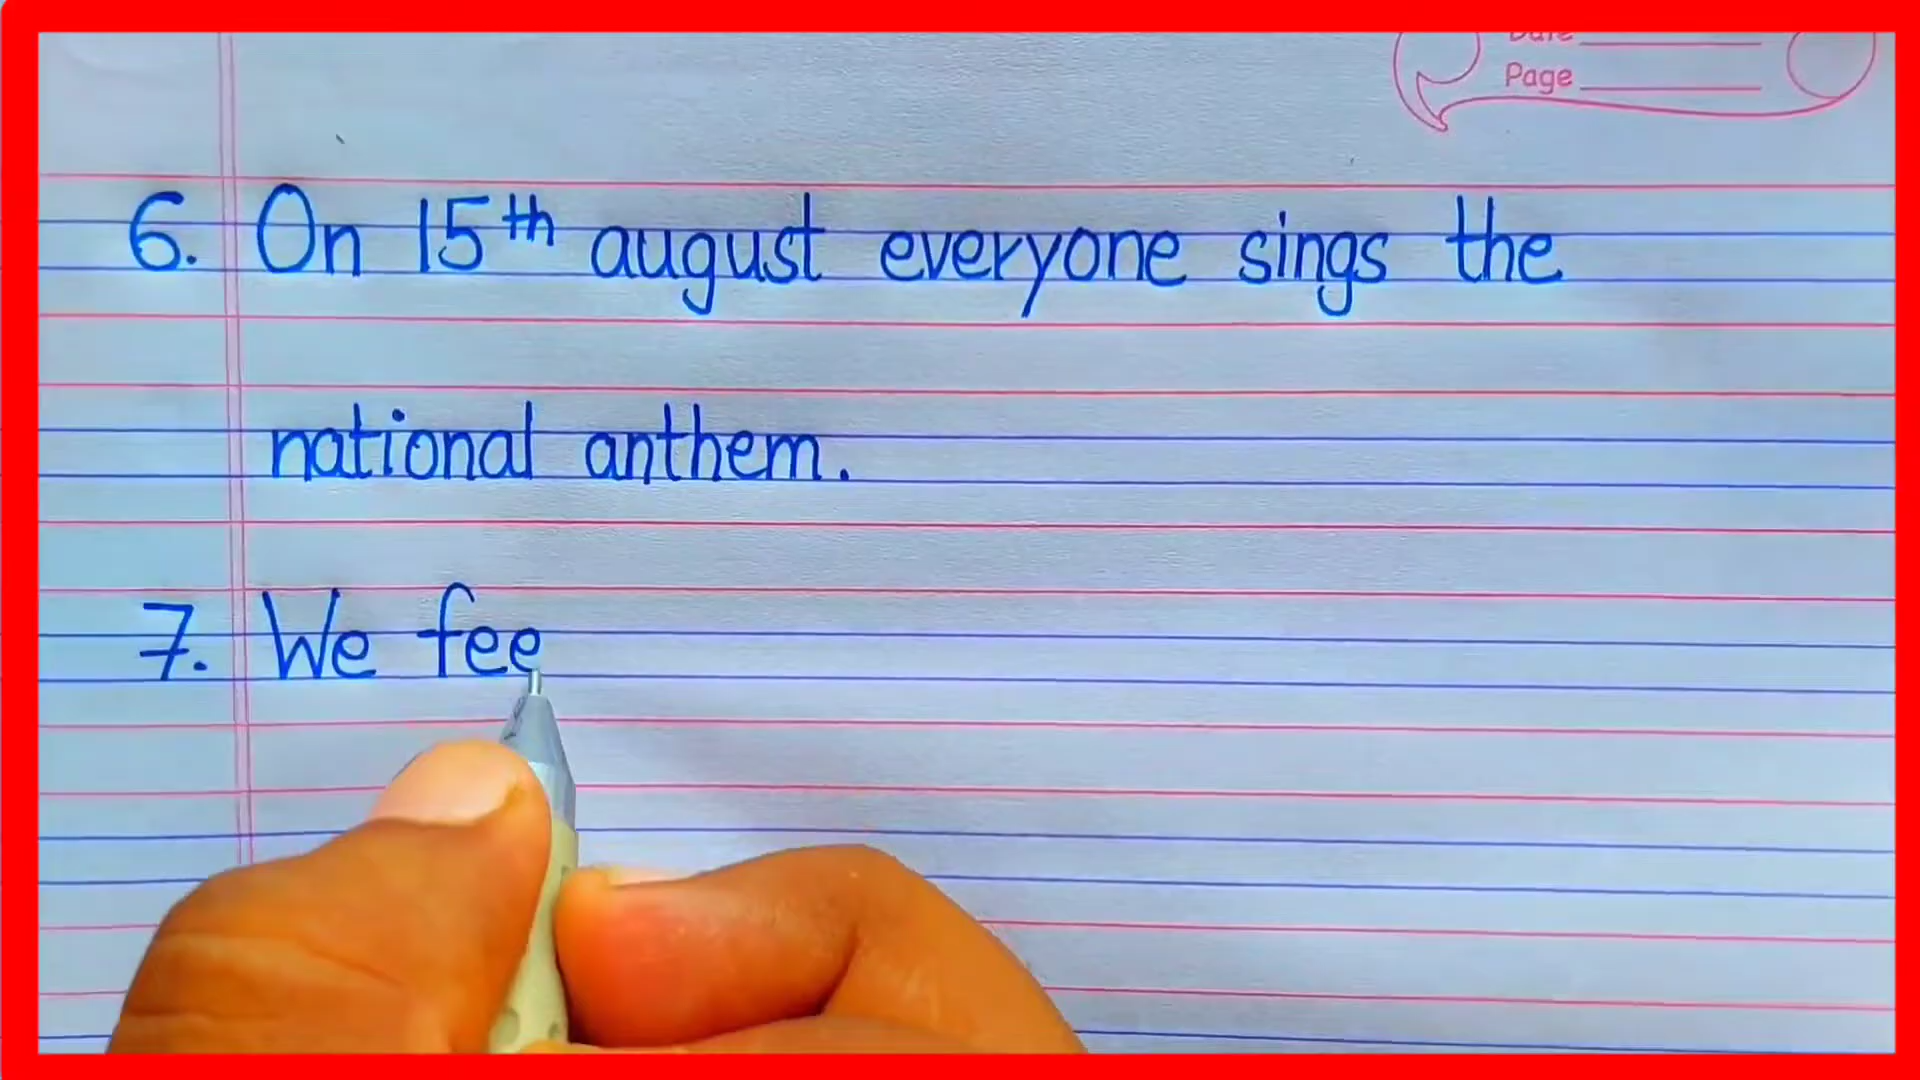 Page
6. On 15th august everyone sings the
national anthem.
7. We fee